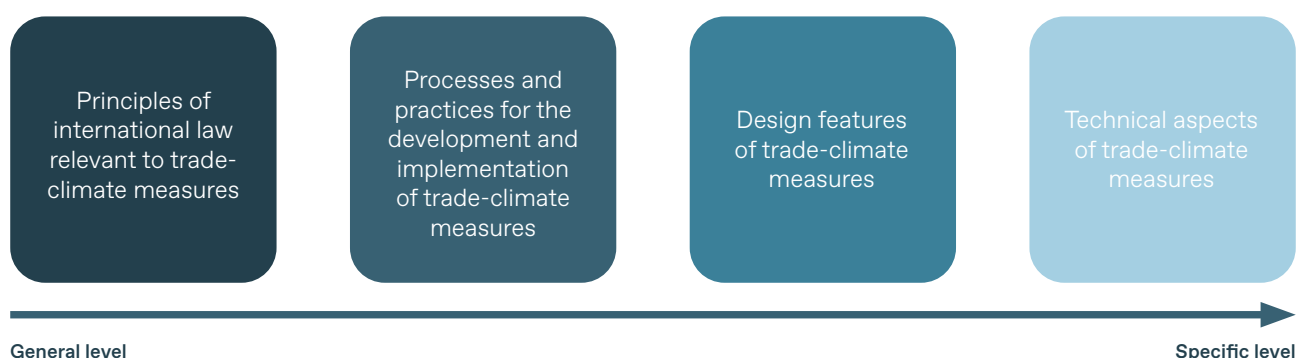 Principles of
international law
relevant to trade-
climate measures
Processes and
practices for the
development and
implementation
of trade-climate
measures
Design features
of trade-climate
measures
Technical aspects
of trade-climate
measures
General level
Specific level